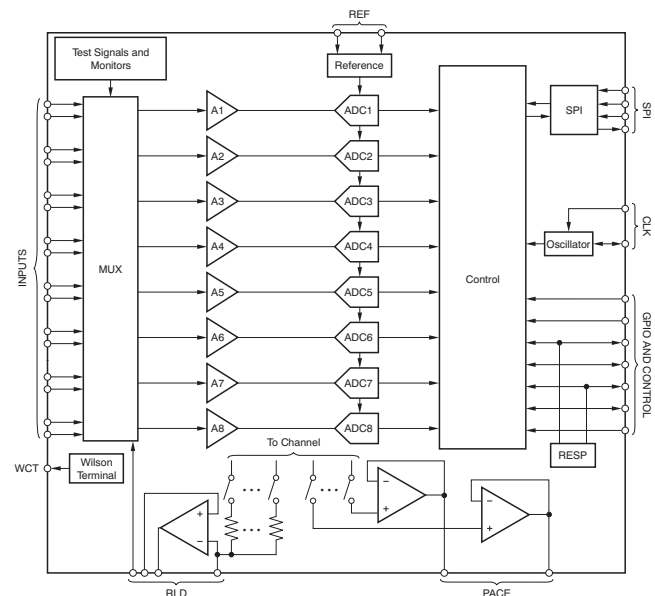 REF
Test Signals and
Monitors
Reference
A1
ADC1
SPI
SPI
A2
ADC2
A3
ADC3
CLK
A4
ADC4
Oscillator
INPUTS
MUX
A5
ADC5
Control
A6
ADC6
GPIO AND CONTROL
A7
ADC7
A8
ADC8
To Channel
WCT
Wilson
Terminal
RESP
RLD
PACE